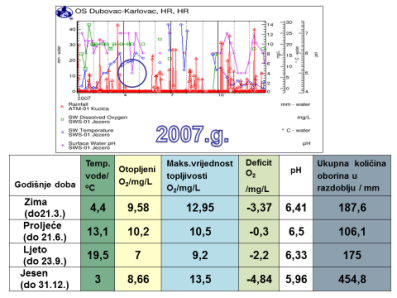 OS Dubovac-Karlovac, HR, HR
2007
4
7
10
Rainfall
ATM-01 Kucica
mm - water
SW Dissolved Oxygen
SWS-01 Jezero
mg/L
SW Temperature
SWS-01 Jezero
° C - water
Surface Water pH
SWS-01 Jezero
pH
2007.g.
Godišnje doba
Temp. vode/ ºC
Otopljeni O₂/mg/L
Maks.vrijednost topljivosti O₂/mg/L
Deficit O₂ /mg/L
pH
Ukupna količina oborina u razdoblju / mm
Zima (do21.3.) 4,4 9,58 12,95 -3,37 6,41 187,6
Proljeće (do 21.6.) 13,1 10,2 10,5 -0,3 6,5 106,1
Ljeto (do 23.9.) 19,5 7 9,2 -2,2 6,33 175
Jesen (do 31.12.) 3 8,66 13,5 -4,84 5,96 454,8